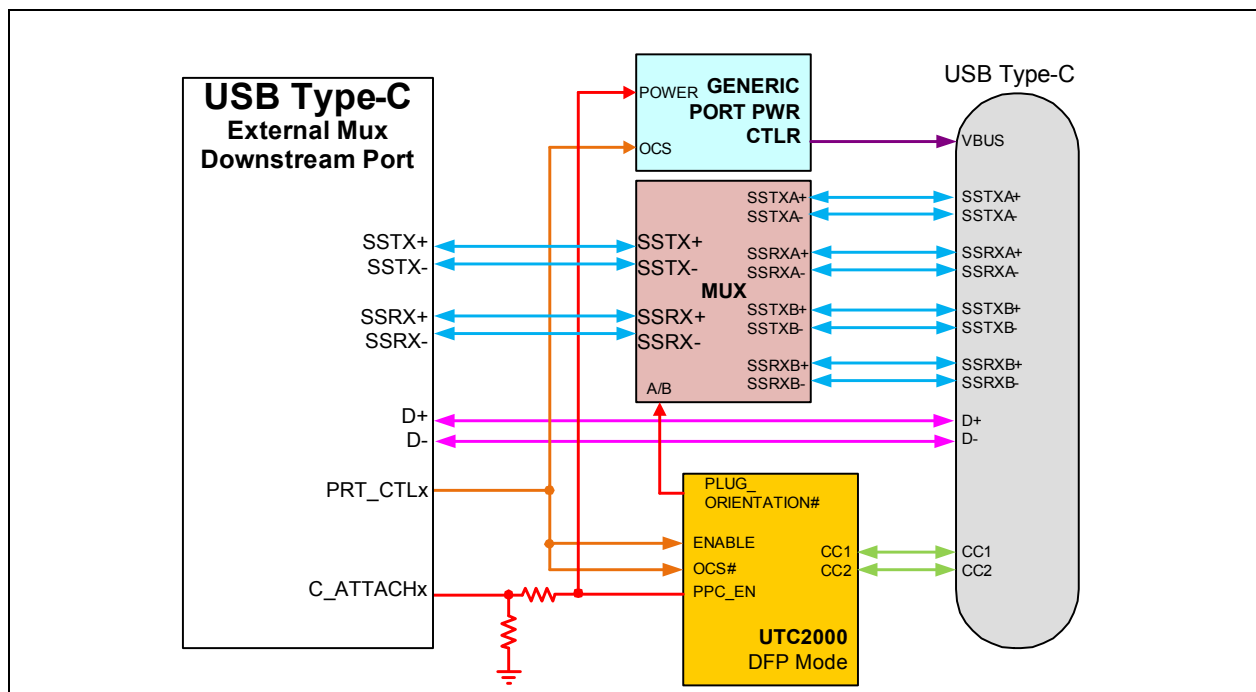 USB Type-C
External Mux
Downstream Port
SSTX+
SSTX-
SSRX+
SSRX-
D+
D-
PRT_CTLx
C_ATTACHx
GENERIC
PORT PWR
CTLR
POWER
OCS
SSTX+
SSTX-
SSRX+
SSRX-
MUX
A/B
SSTXA+
SSTXA-
SSRXA+
SSRXA-
SSTXB+
SSTXB-
SSRXB+
SSRXB-
PLUG_
ORIENTATION#
ENABLE
OCS#
PPC_EN
CC1
CC2
UTC2000
DFP Mode
USB Type-C
VBUS
SSTXA+
SSTXA-
SSRXA+
SSRXA-
SSTXB+
SSTXB-
SSRXB+
SSRXB-
D+
D-
CC1
CC2